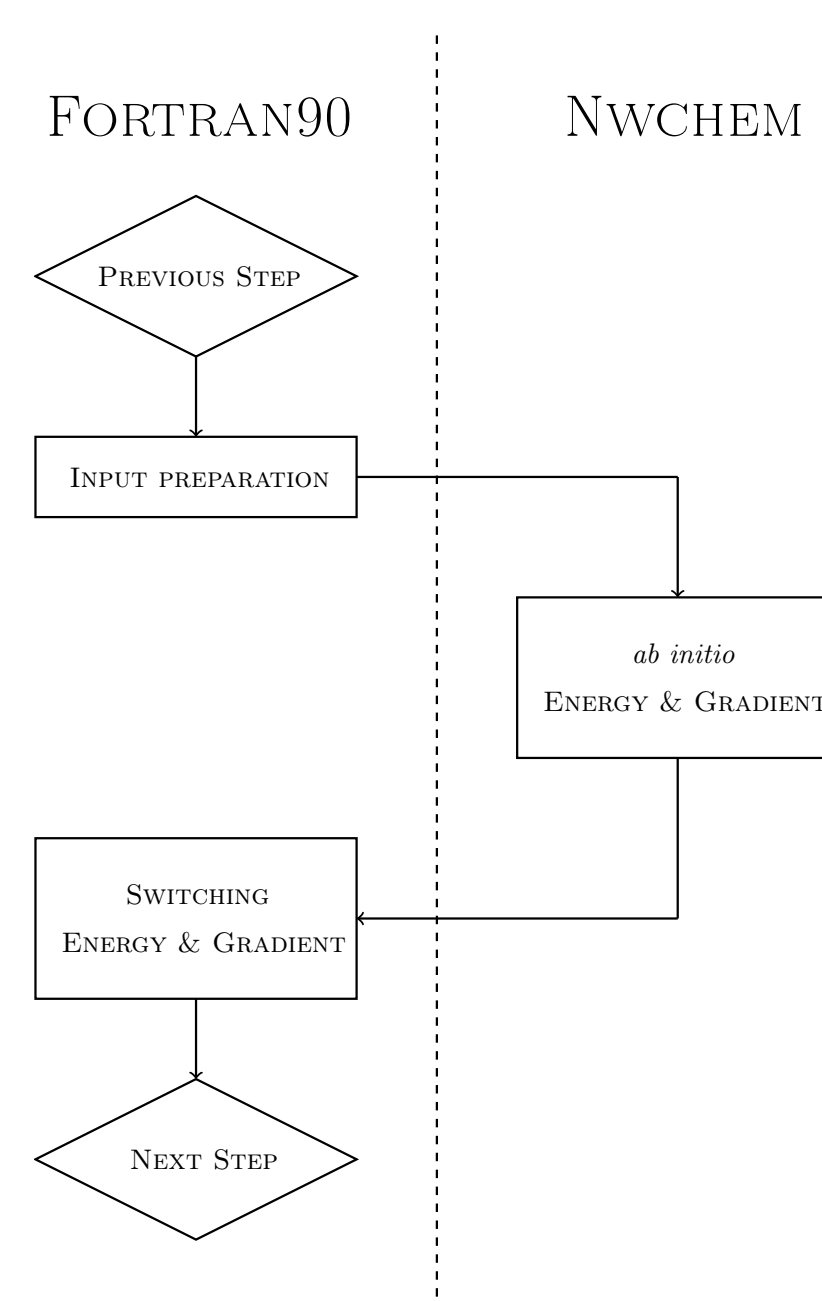 Fortran90
Nwchem
Previous Step
Input preparation
ab initio
Energy & Gradient
Switching
Energy & Gradient
Next Step